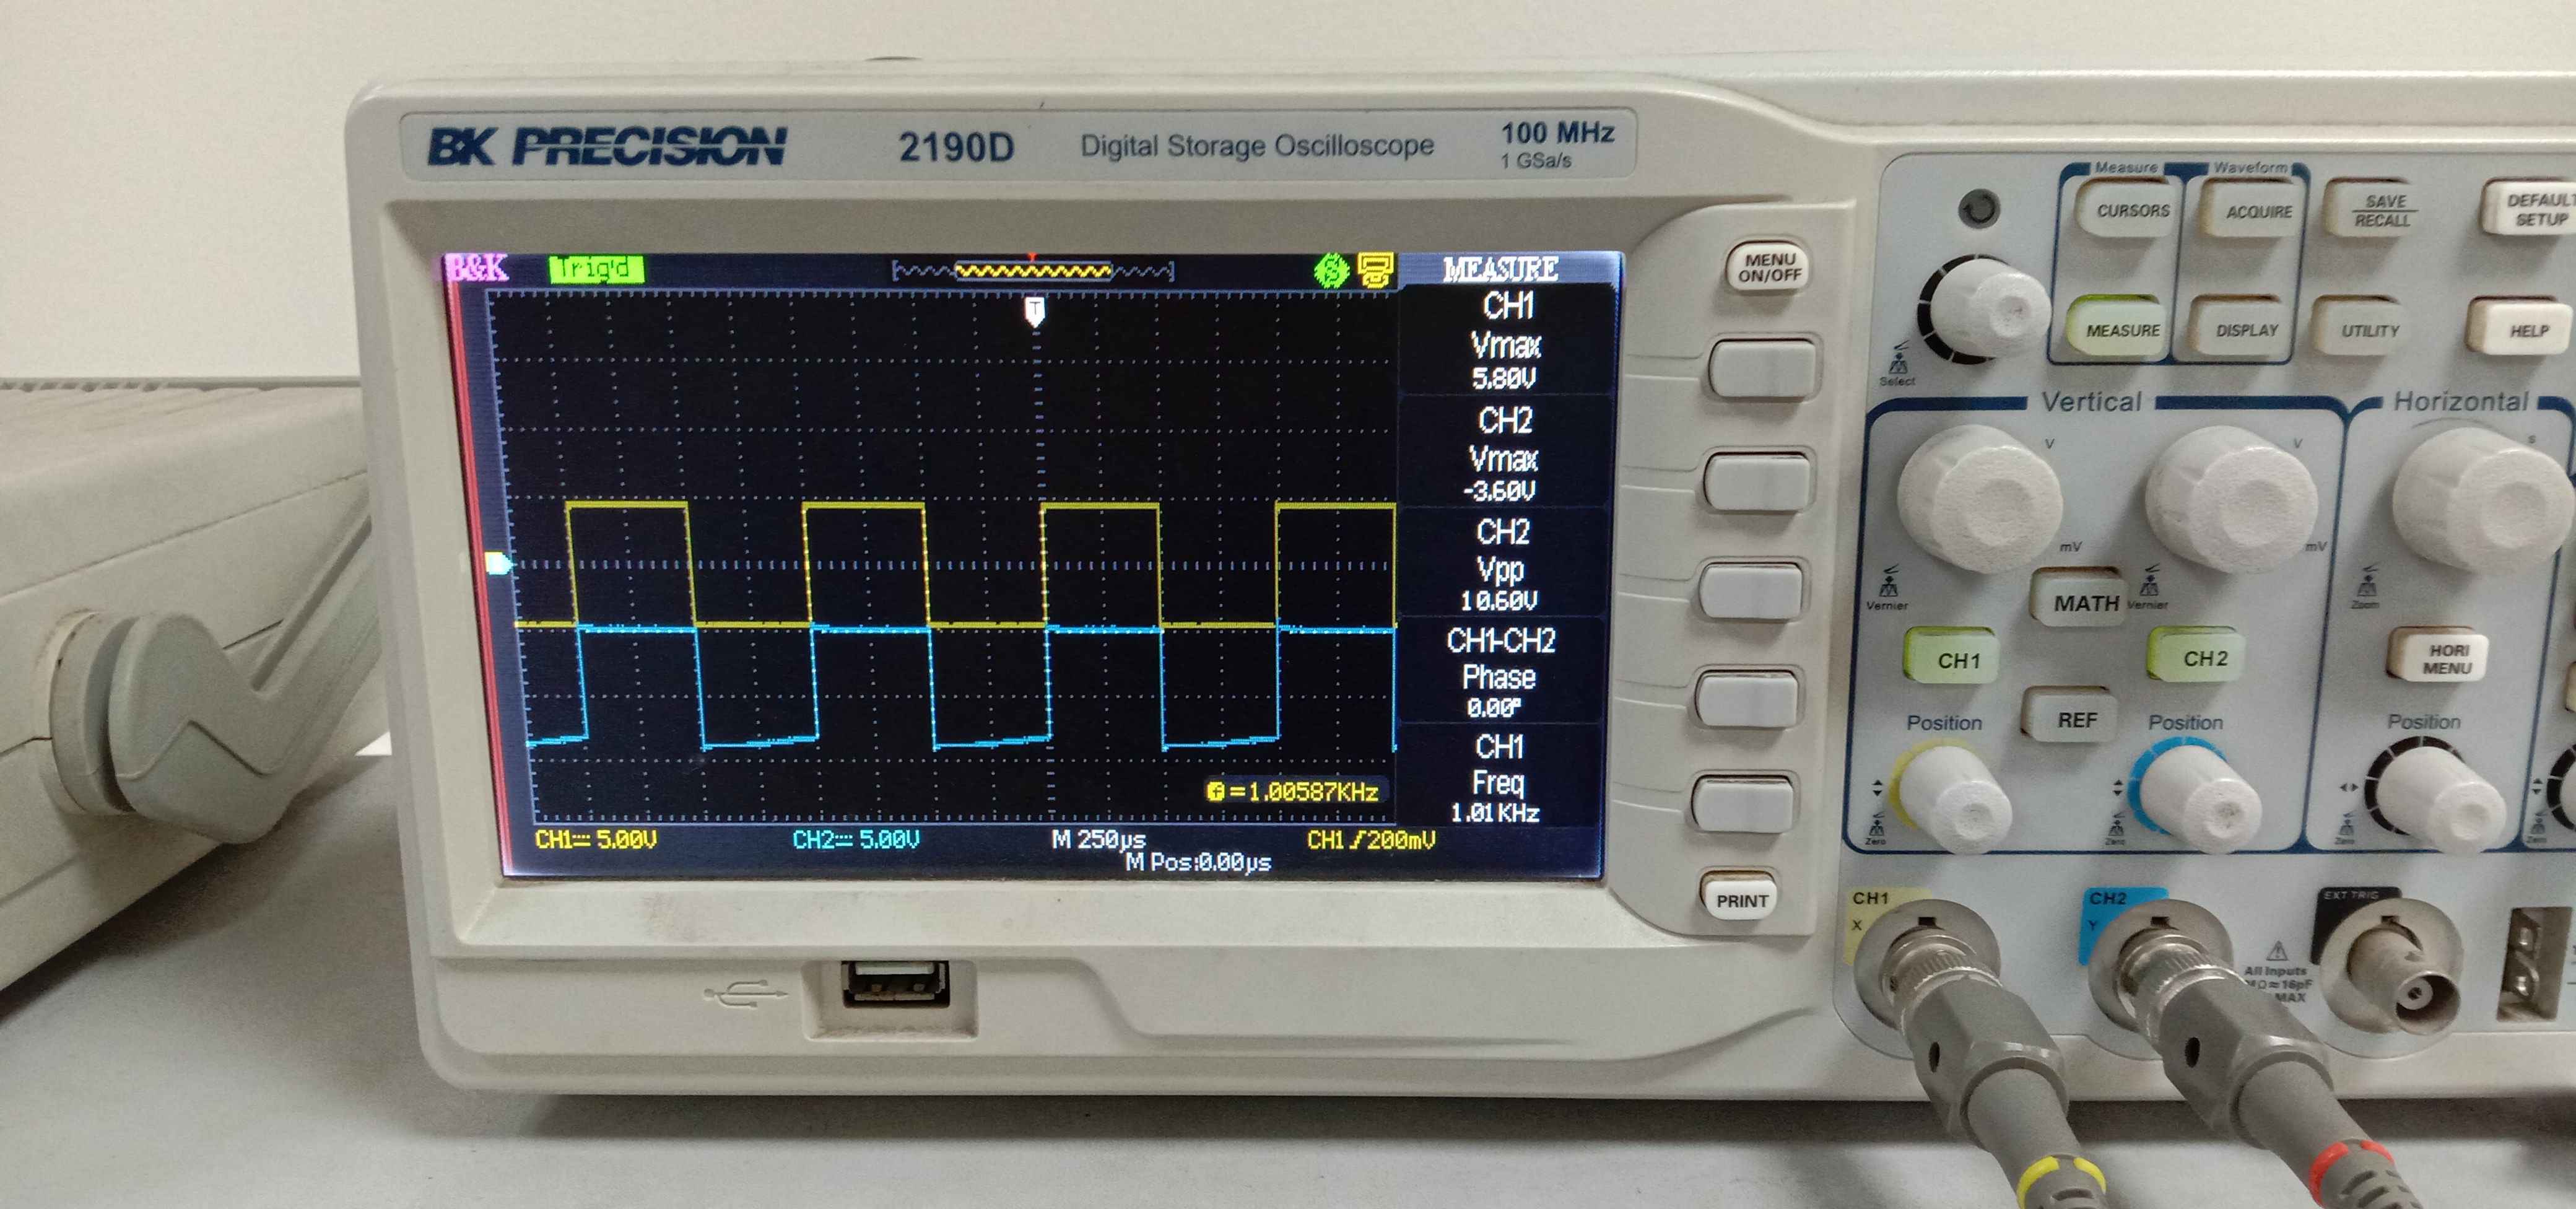 BK PRECISION 2190D Digital Storage Oscilloscope 100 MHz
1 GSa/s
B&K Trig'd T MEASURE
CH1
Vmax
5.80V
CH2
Vmax
-3.60V
CH2
Vpp
10.60V
CH1-CH2
Phase
0.00°
CH1
Freq
1.01KHz
f=1.00587KHz
CH1 5.00V CH2 5.00V M 250µs CH1 /200mV
M Pos:0.00µs
MENU
ON/OFF
PRINT
Measure Waveform
CURSORS ACQUIRE SAVE
RECALL
DEFAULT
SETUP
MEASURE DISPLAY UTILITY HELP
Select
Vertical Horizontal
V V s
mV mV
Vernier Vernier Zoom
MATH
CH1 CH2 HORI
MENU
REF
Position Position Position
Zero Zero Zero Zero
CH1
X
CH2
Y
EXT TRIG
All Inputs
MΩ≈16pF
MAX